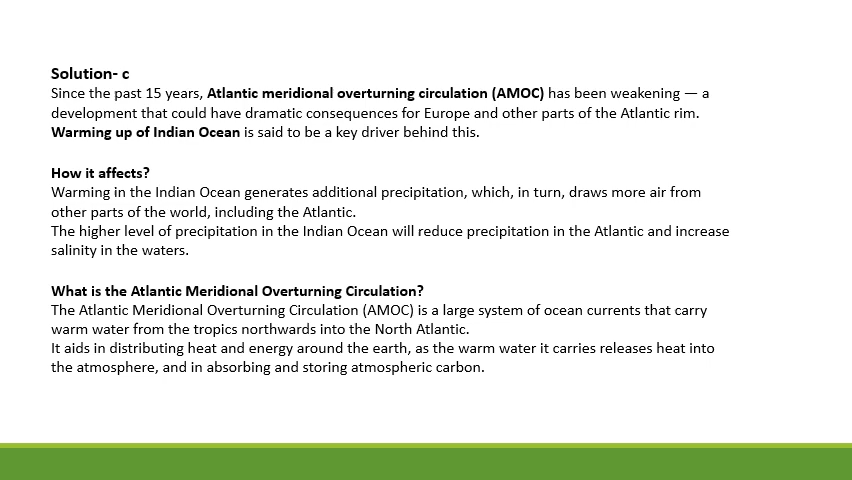 Solution- c
Since the past 15 years, Atlantic meridional overturning circulation (AMOC) has been weakening — a
development that could have dramatic consequences for Europe and other parts of the Atlantic rim.
Warming up of Indian Ocean is said to be a key driver behind this.
How it affects?
Warming in the Indian Ocean generates additional precipitation, which, in turn, draws more air from
other parts of the world, including the Atlantic.
The higher level of precipitation in the Indian Ocean will reduce precipitation in the Atlantic and increase
salinity in the waters.
What is the Atlantic Meridional Overturning Circulation?
The Atlantic Meridional Overturning Circulation (AMOC) is a large system of ocean currents that carry
warm water from the tropics northwards into the North Atlantic.
It aids in distributing heat and energy around the earth, as the warm water it carries releases heat into
the atmosphere, and in absorbing and storing atmospheric carbon.